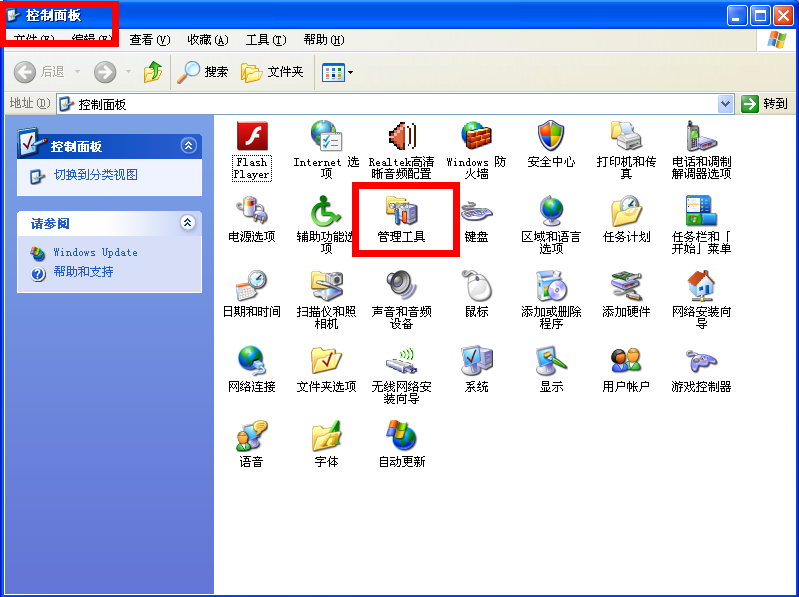 控制面板
文件(F) 编辑(E) 查看(V) 收藏(A) 工具(T) 帮助(H)
后退 搜索 文件夹
地址(D) 控制面板 转到
控制面板
切换到分类视图
请参阅
Windows Update
帮助和支持
Flash
Player
Internet 选
项
Realtek高清
晰音频配置
Windows 防
火墙
安全中心
打印机和传
真
电话和调制
解调器选项
电源选项
辅助功能选
项
管理工具
键盘
区域和语言
选项
任务计划
任务栏和「
开始」菜单
日期和时间
扫描仪和照
相机
声音和音频
设备
鼠标
添加或删除
程序
添加硬件
网络安装向
导
网络连接
文件夹选项
无线网络安
装向导
系统
显示
用户帐户
游戏控制器
语音
字体
自动更新